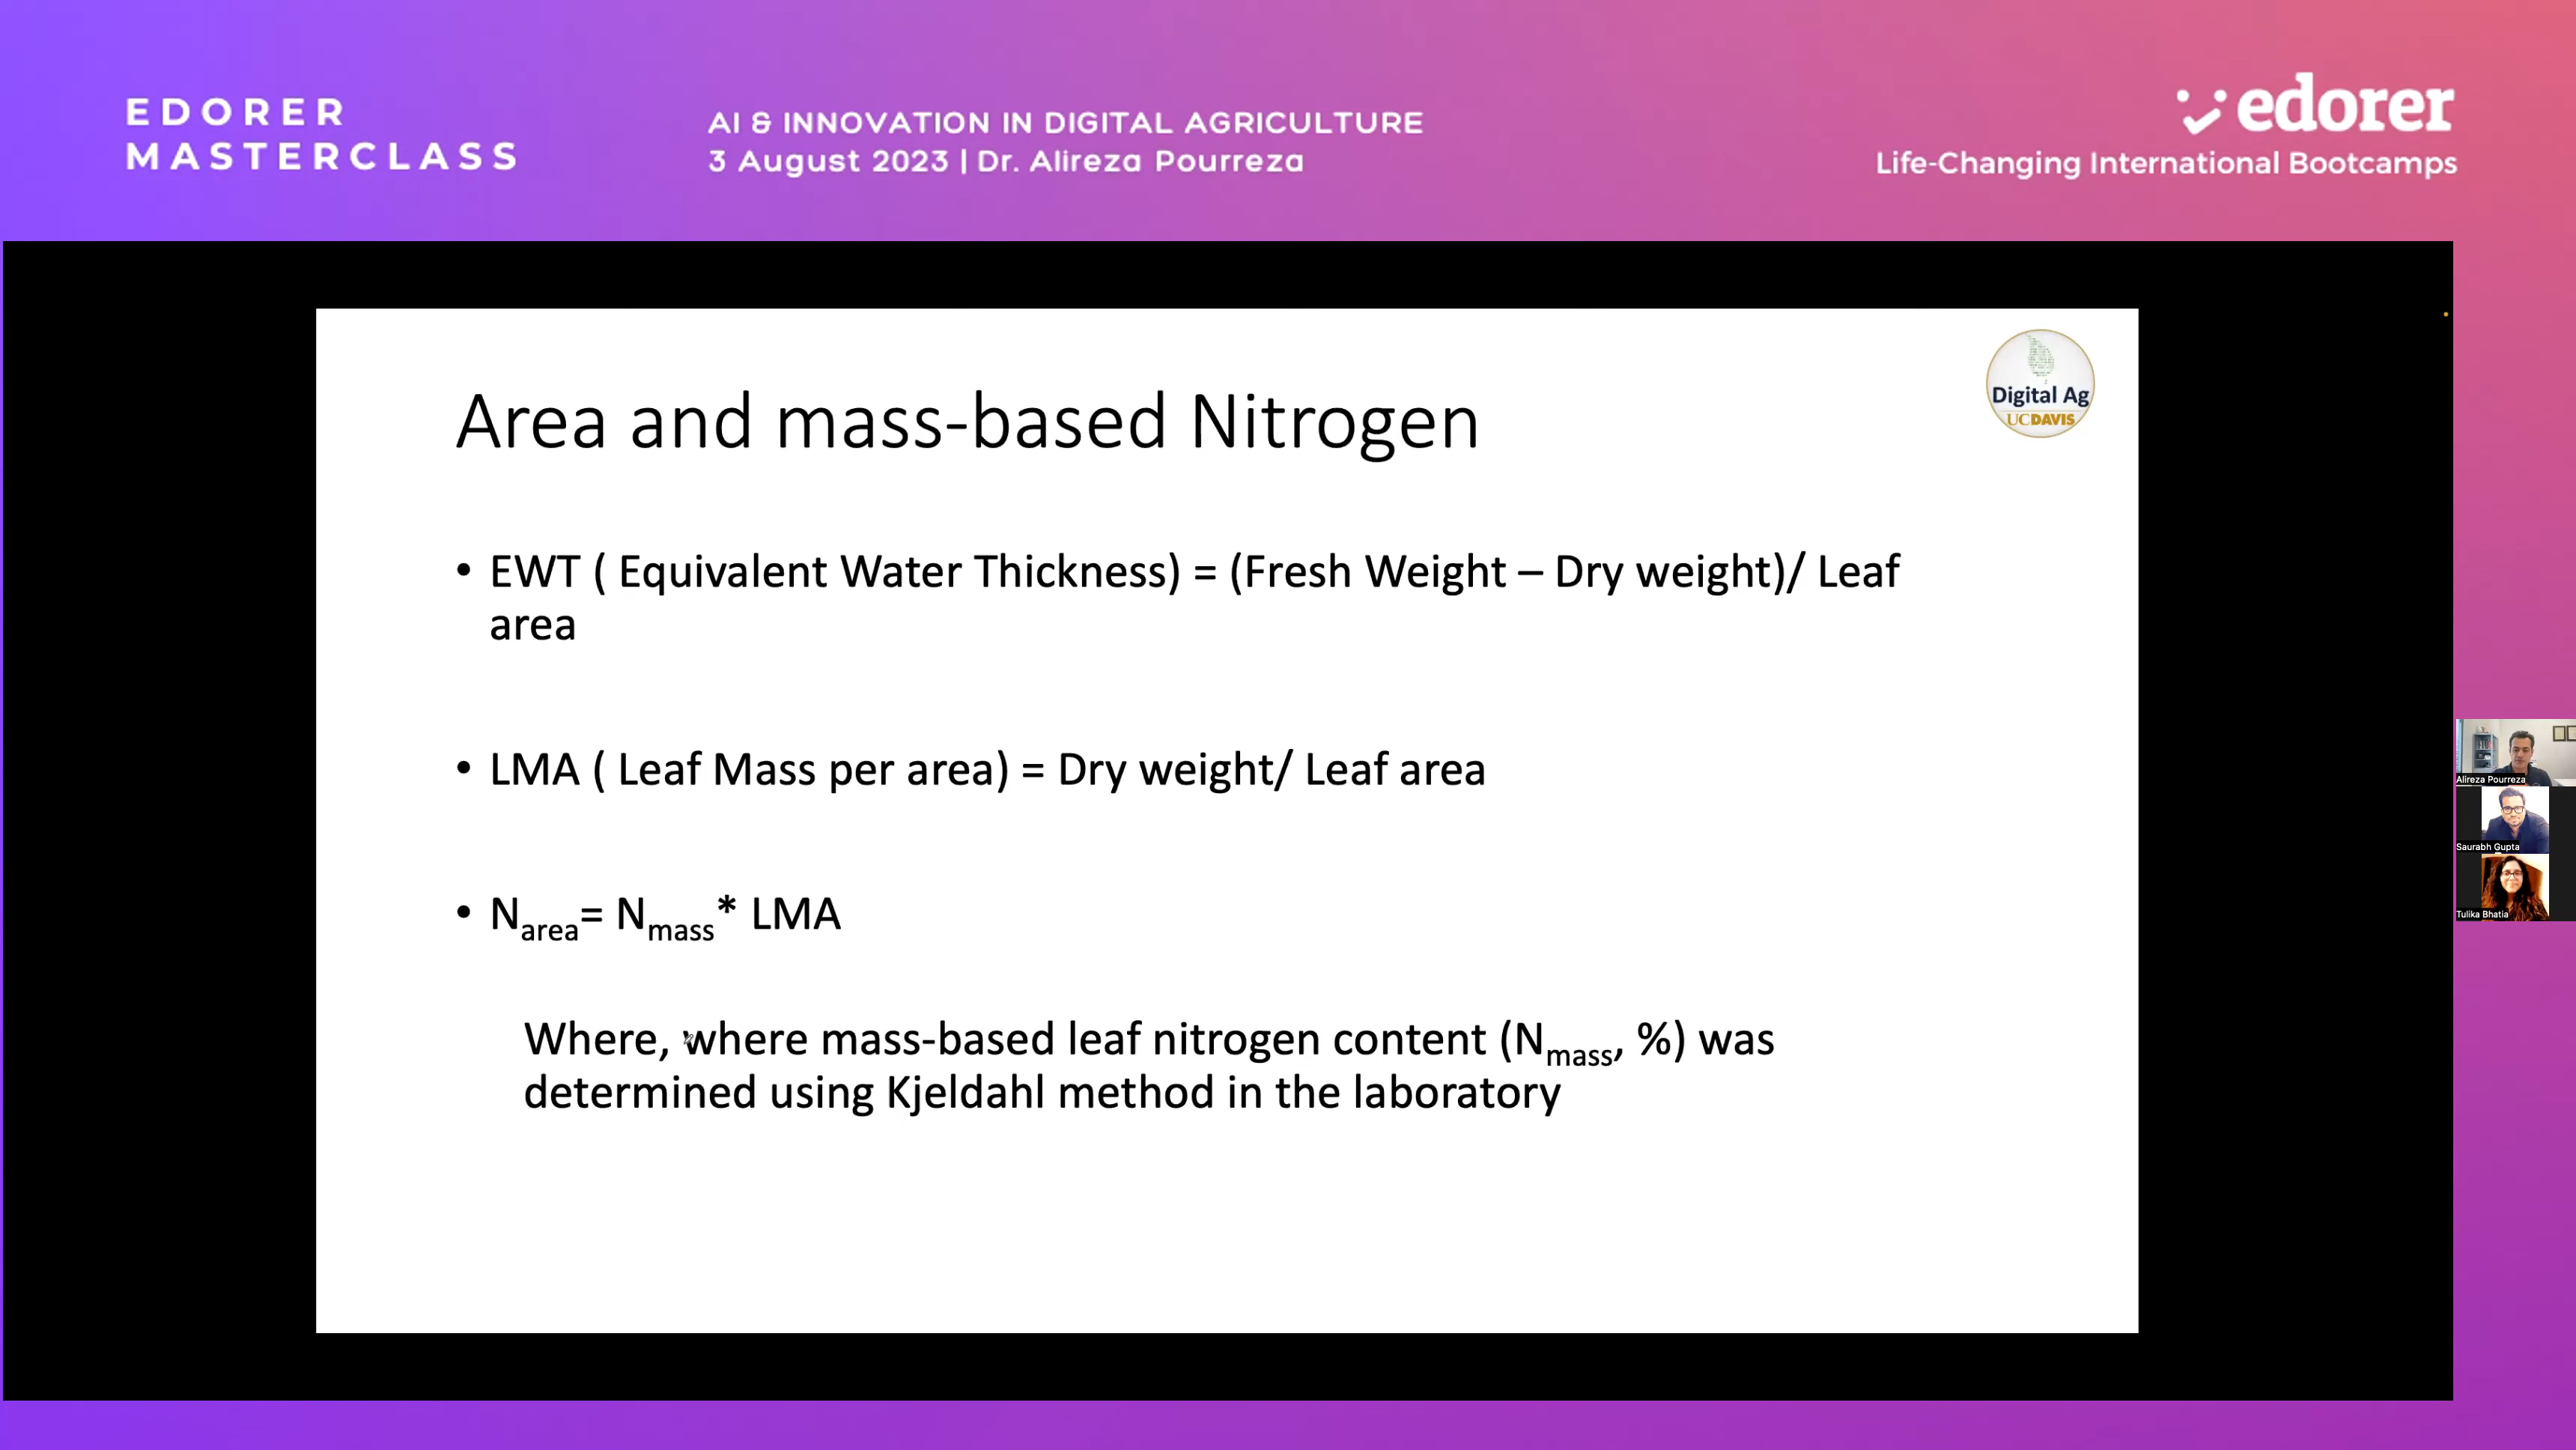 EDORER
MASTERCLASS
AI & INNOVATION IN DIGITAL AGRICULTURE
3 August 2023 | Dr. Alireza Pourreza
edorer
Life-Changing International Bootcamps
Digital Ag
UCDAVIS
Area and mass-based Nitrogen
• EWT ( Equivalent Water Thickness) = (Fresh Weight – Dry weight)/ Leaf
area
• LMA ( Leaf Mass per area) = Dry weight/ Leaf area
• Narea= Nmass* LMA
Where, where mass-based leaf nitrogen content (Nmass, %) was
determined using Kjeldahl method in the laboratory
Alireza Pourreza
Saurabh Gupta
Tulika Bhatia